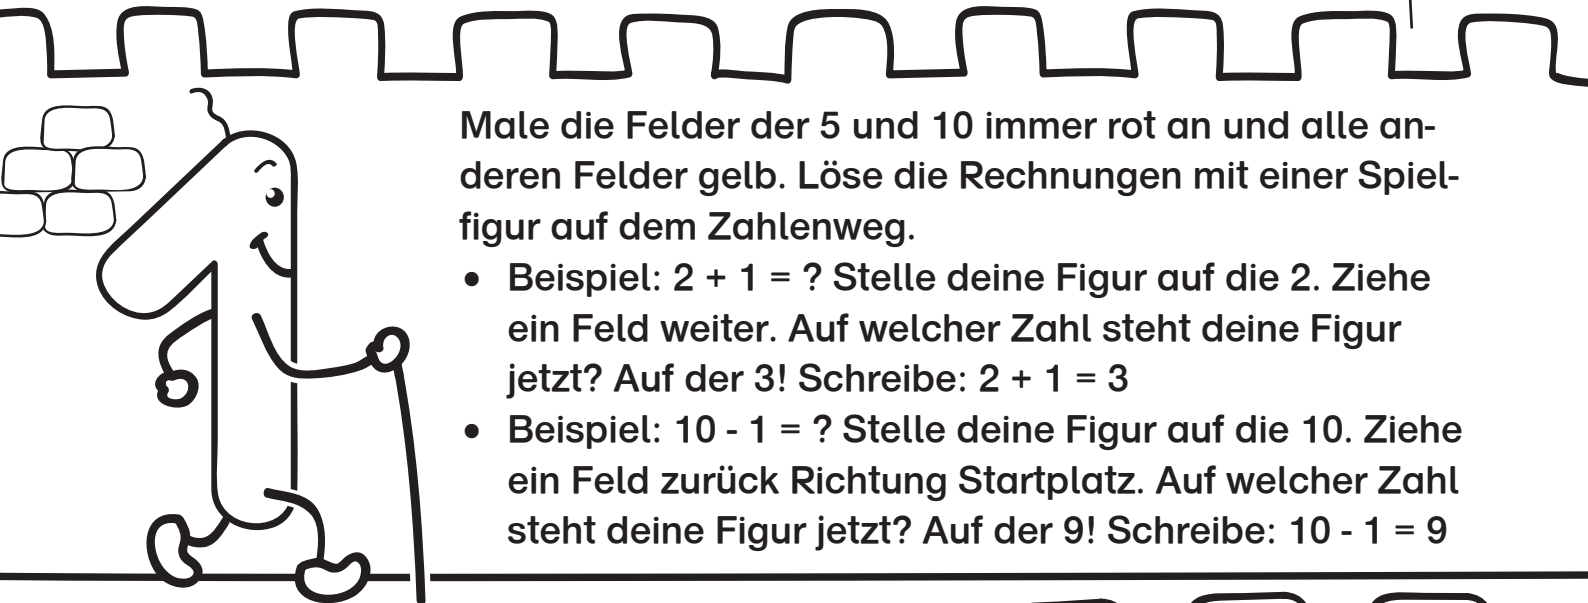 Male die Felder der 5 und 10 immer rot an und alle an-
deren Felder gelb. Löse die Rechnungen mit einer Spiel-
figur auf dem Zahlenweg.
• Beispiel: 2 + 1 = ? Stelle deine Figur auf die 2. Ziehe
ein Feld weiter. Auf welcher Zahl steht deine Figur
jetzt? Auf der 3! Schreibe: 2 + 1 = 3
• Beispiel: 10 - 1 = ? Stelle deine Figur auf die 10. Ziehe
ein Feld zurück Richtung Startplatz. Auf welcher Zahl
steht deine Figur jetzt? Auf der 9! Schreibe: 10 - 1 = 9